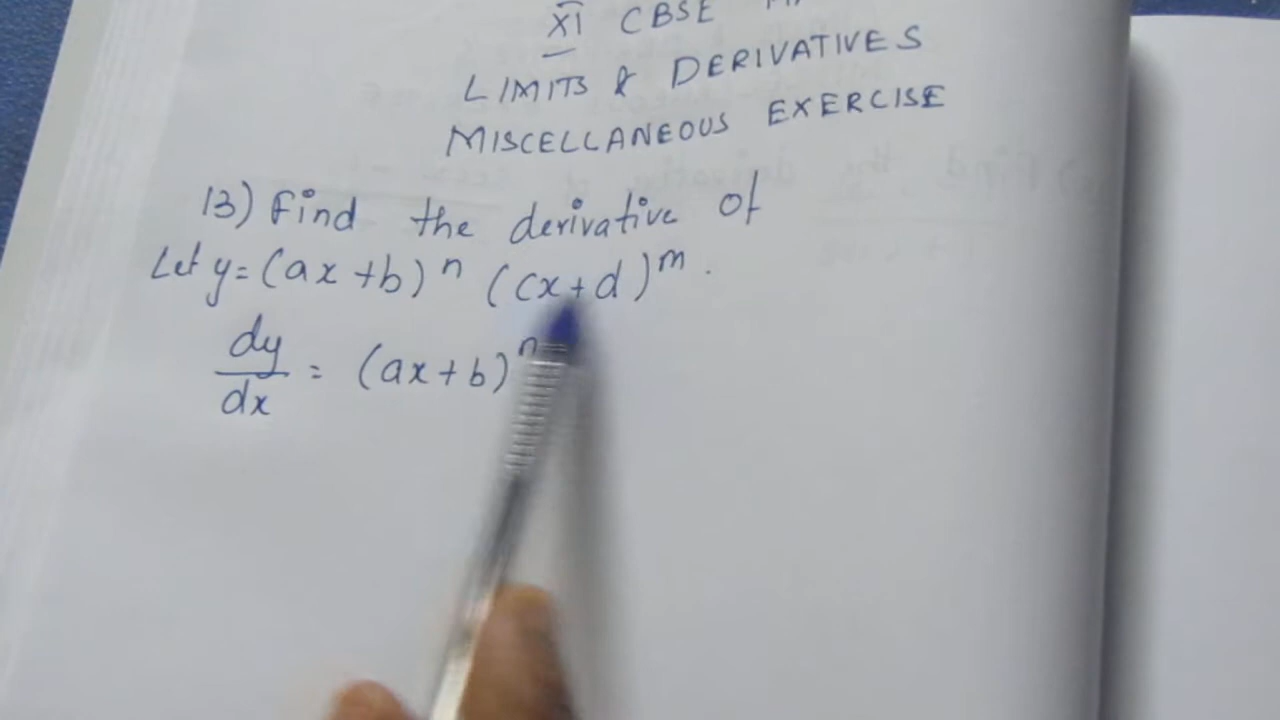 XI CBSE
LIMITS & DERIVATIVES
MISCELLANEOUS EXERCISE
13) Find the derivative of
Let y = (ax+b)ⁿ (cx+d)ᵐ.
dy/dx = (ax+b)ⁿ